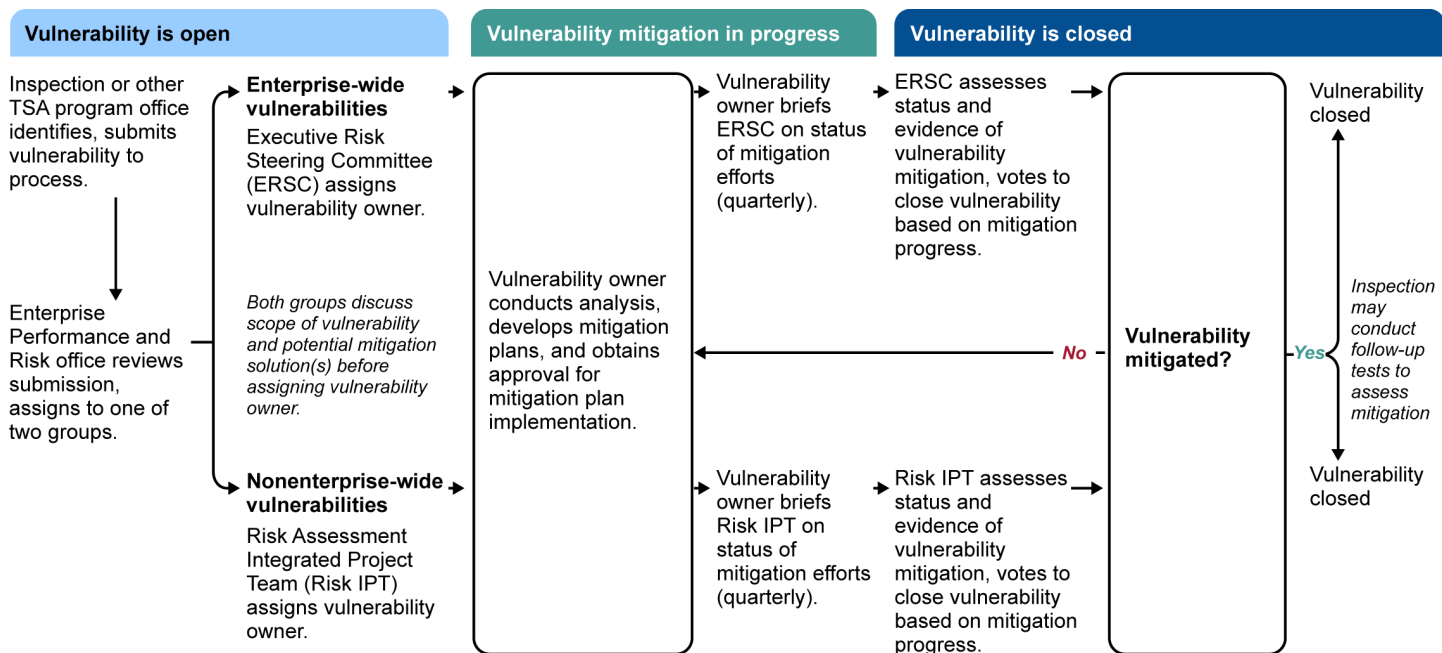 Vulnerability is open
Vulnerability mitigation in progress
Vulnerability is closed
Inspection or other
TSA program office
identifies, submits
vulnerability to
process.
Enterprise
Performance and
Risk office reviews
submission,
assigns to one of
two groups.
Enterprise-wide
vulnerabilities
Executive Risk
Steering Committee
(ERSC) assigns
vulnerability owner.
Both groups discuss
scope of vulnerability
and potential mitigation
solution(s) before
assigning vulnerability
owner.
Nonenterprise-wide
vulnerabilities
Risk Assessment
Integrated Project
Team (Risk IPT)
assigns vulnerability
owner.
Vulnerability owner
conducts analysis,
develops mitigation
plans, and obtains
approval for
mitigation plan
implementation.
Vulnerability
owner briefs
ERSC on status
of mitigation
efforts
(quarterly).
Vulnerability
owner briefs
Risk IPT on
status of
mitigation efforts
(quarterly).
ERSC assesses
status and
evidence of
vulnerability
mitigation, votes to
close vulnerability
based on mitigation
progress.
No
Risk IPT assesses
status and
evidence of
vulnerability
mitigation, votes to
close vulnerability
based on mitigation
progress.
Vulnerability
mitigated?
Yes
Vulnerability
closed
Inspection
may
conduct
follow-up
tests to
assess
mitigation
Vulnerability
closed